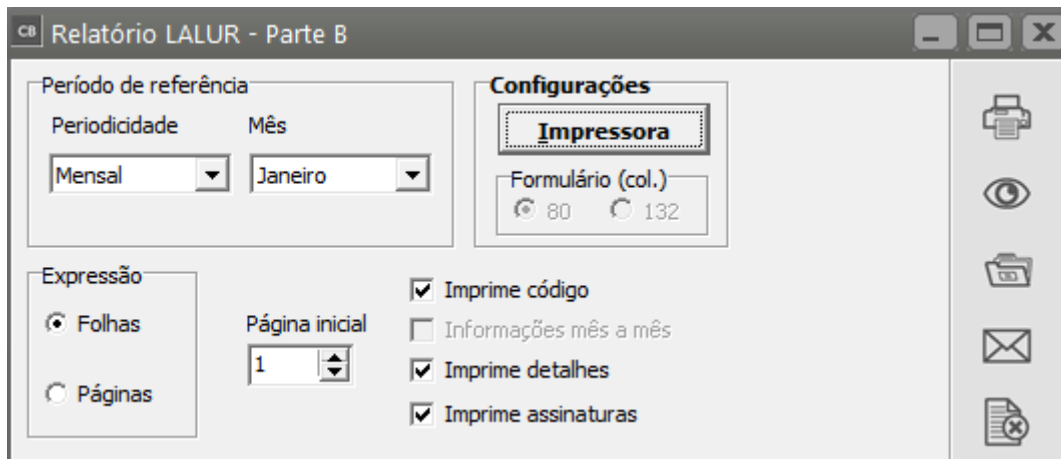 CB Relatório LALUR - Parte B
Período de referência
Periodicidade Mês
Mensal Janeiro
Configurações
Impressora
Formulário (col.)
80 132
Expressão
Folhas
Páginas
Página inicial
1
Imprime código
Informações mês a mês
Imprime detalhes
Imprime assinaturas